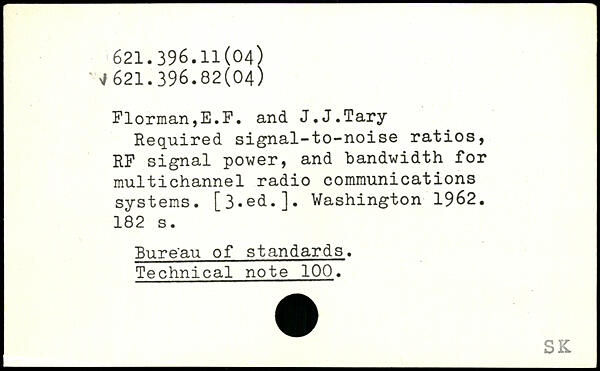 621.396.11(04)
√621.396.82(04)
Florman,E.F. and J.J.Tary
Required signal-to-noise ratios,
RF signal power, and bandwidth for
multichannel radio communications
systems. [3.ed.]. Washington 1962.
182 s.
Bureau of standards.
Technical note 100.
SK